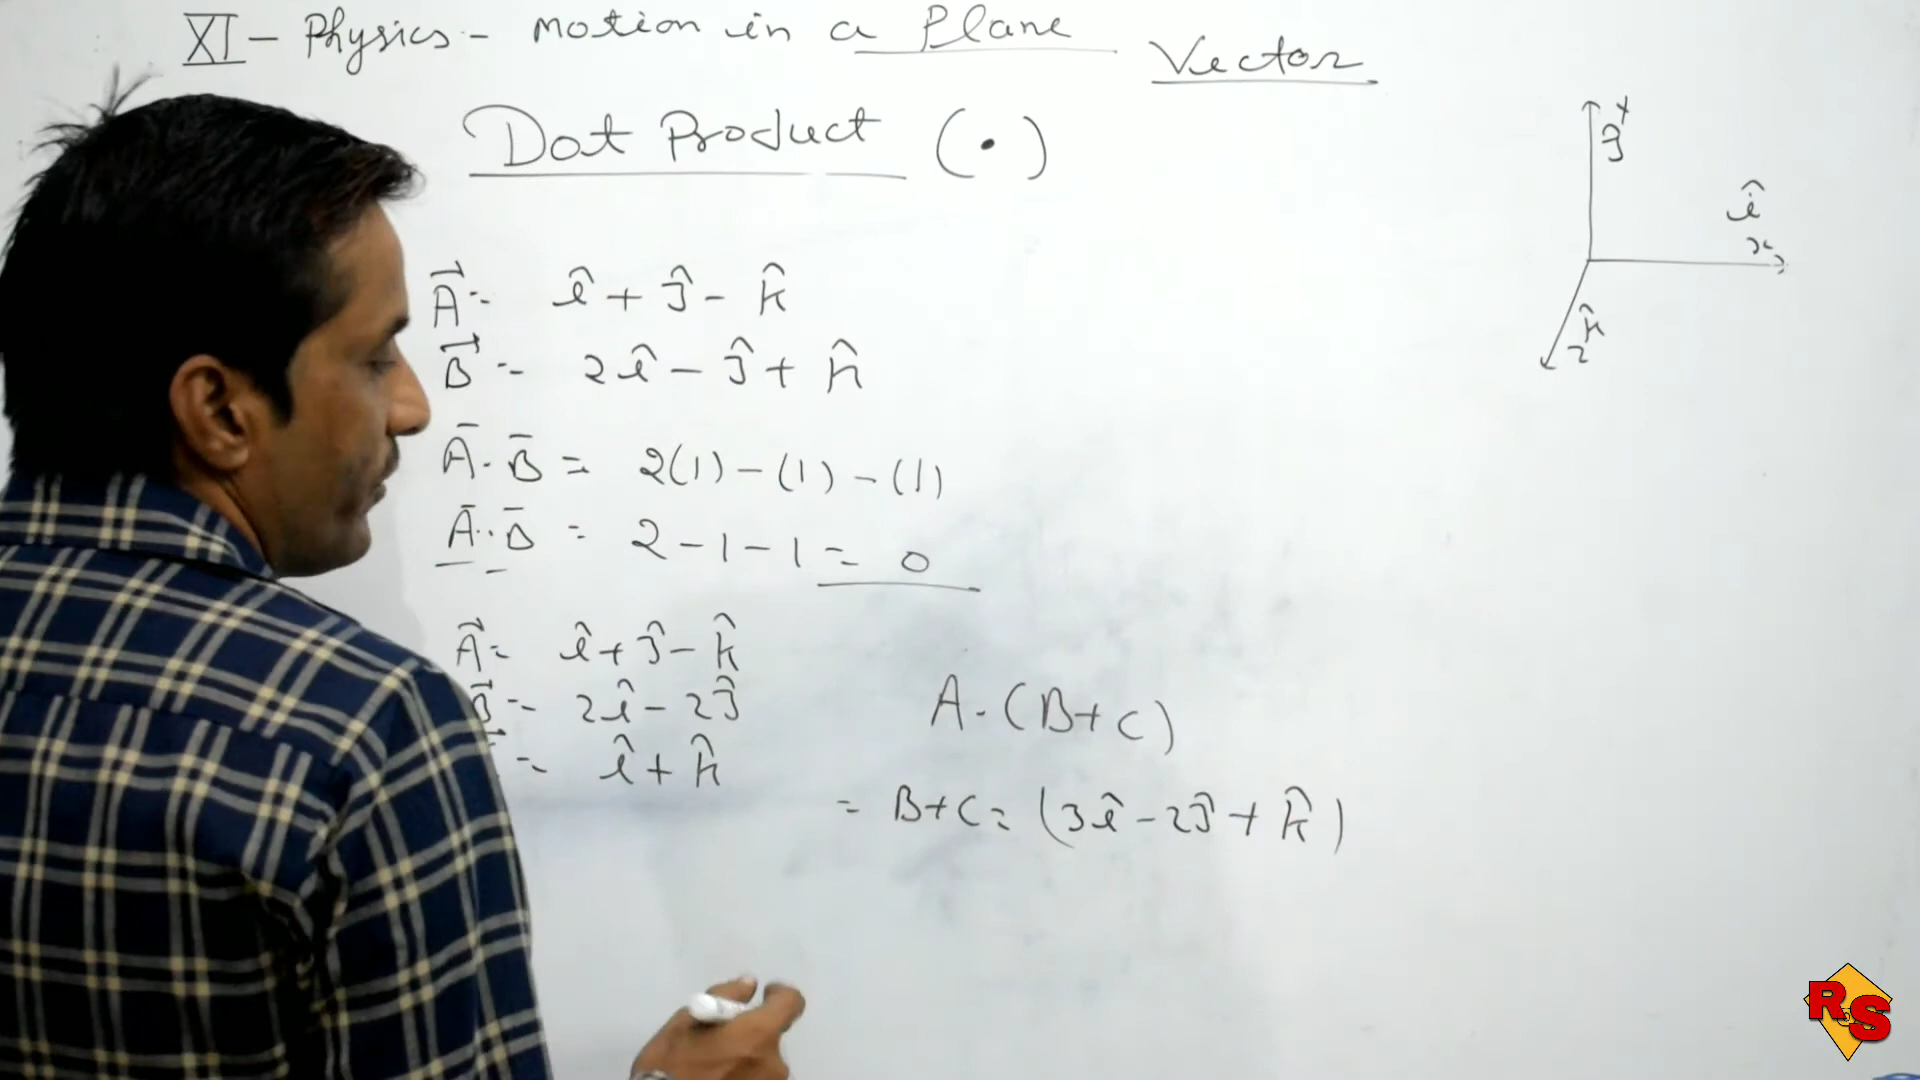 XI - Physics - Motion in a Plane
Vector
Dot Product (•)
y
ĵ
î
x
k̂
z
A⃗ = î + ĵ - k̂
B⃗ = 2î - ĵ + k̂
Ā · B̄ = 2(1) - (1) - (1)
Ā · B̄ = 2 - 1 - 1 = 0
A⃗ = î + ĵ - k̂
B⃗ = 2î - 2ĵ
= î + k̂
A · (B + C)
= B + C = (3î - 2ĵ + k̂)
RS